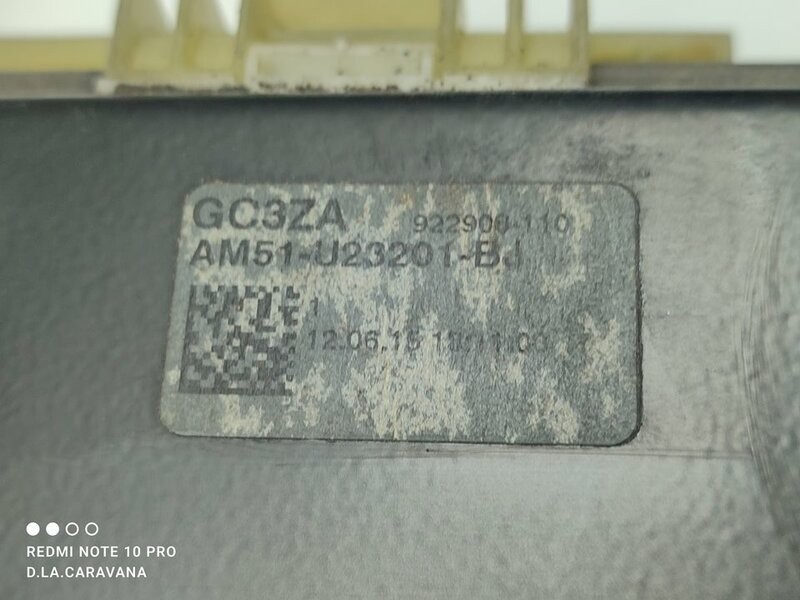 GC3ZA 922900-110
AM51-U23201-BJ
1
12.06.15
REDMI NOTE 10 PRO
D.LA.CARAVANA